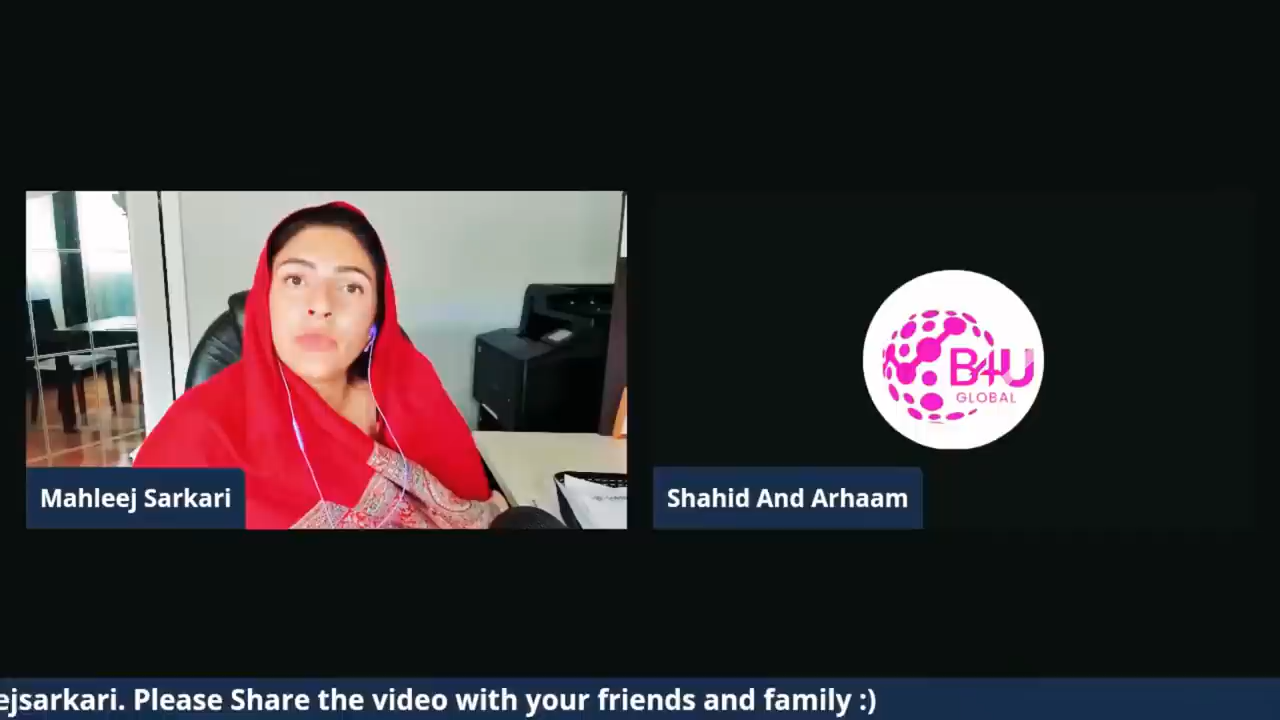 B4U
GLOBAL
Mahleej Sarkari
Shahid And Arhaam
ejsarkari. Please Share the video with your friends and family :)